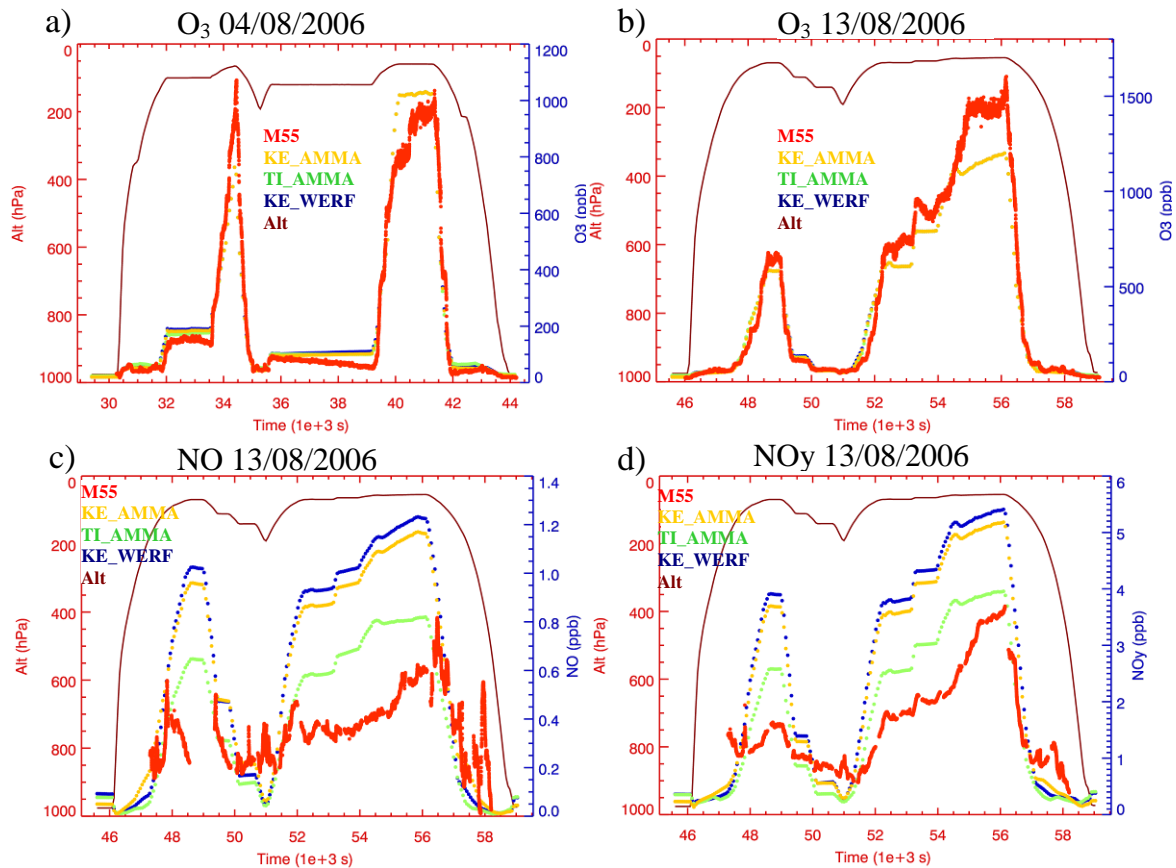 a) O3 04/08/2006
0
200
400
600
800
1000
Alt (hPa)
1200
1000
800
600
400
200
0
O3 (ppb)
M55
KE_AMMA
TI_AMMA
KE_WERF
Alt
30 32 34 36 38 40 42 44
Time (1e+3 s)
b) O3 13/08/2006
0
200
400
600
800
1000
Alt (hPa)
1500
1000
500
0
O3 (ppb)
M55
KE_AMMA
TI_AMMA
KE_WERF
Alt
46 48 50 52 54 56 58
Time (1e+3 s)
c) NO 13/08/2006
0
200
400
600
800
1000
Alt (hPa)
1.4
1.2
1.0
0.8
0.6
0.4
0.2
0.0
NO (ppb)
M55
KE_AMMA
TI_AMMA
KE_WERF
Alt
46 48 50 52 54 56 58
Time (1e+3 s)
d) NOy 13/08/2006
0
200
400
600
800
1000
Alt (hPa)
6
5
4
3
2
1
0
NOy (ppb)
M55
KE_AMMA
TI_AMMA
KE_WERF
Alt
46 48 50 52 54 56 58
Time (1e+3 s)